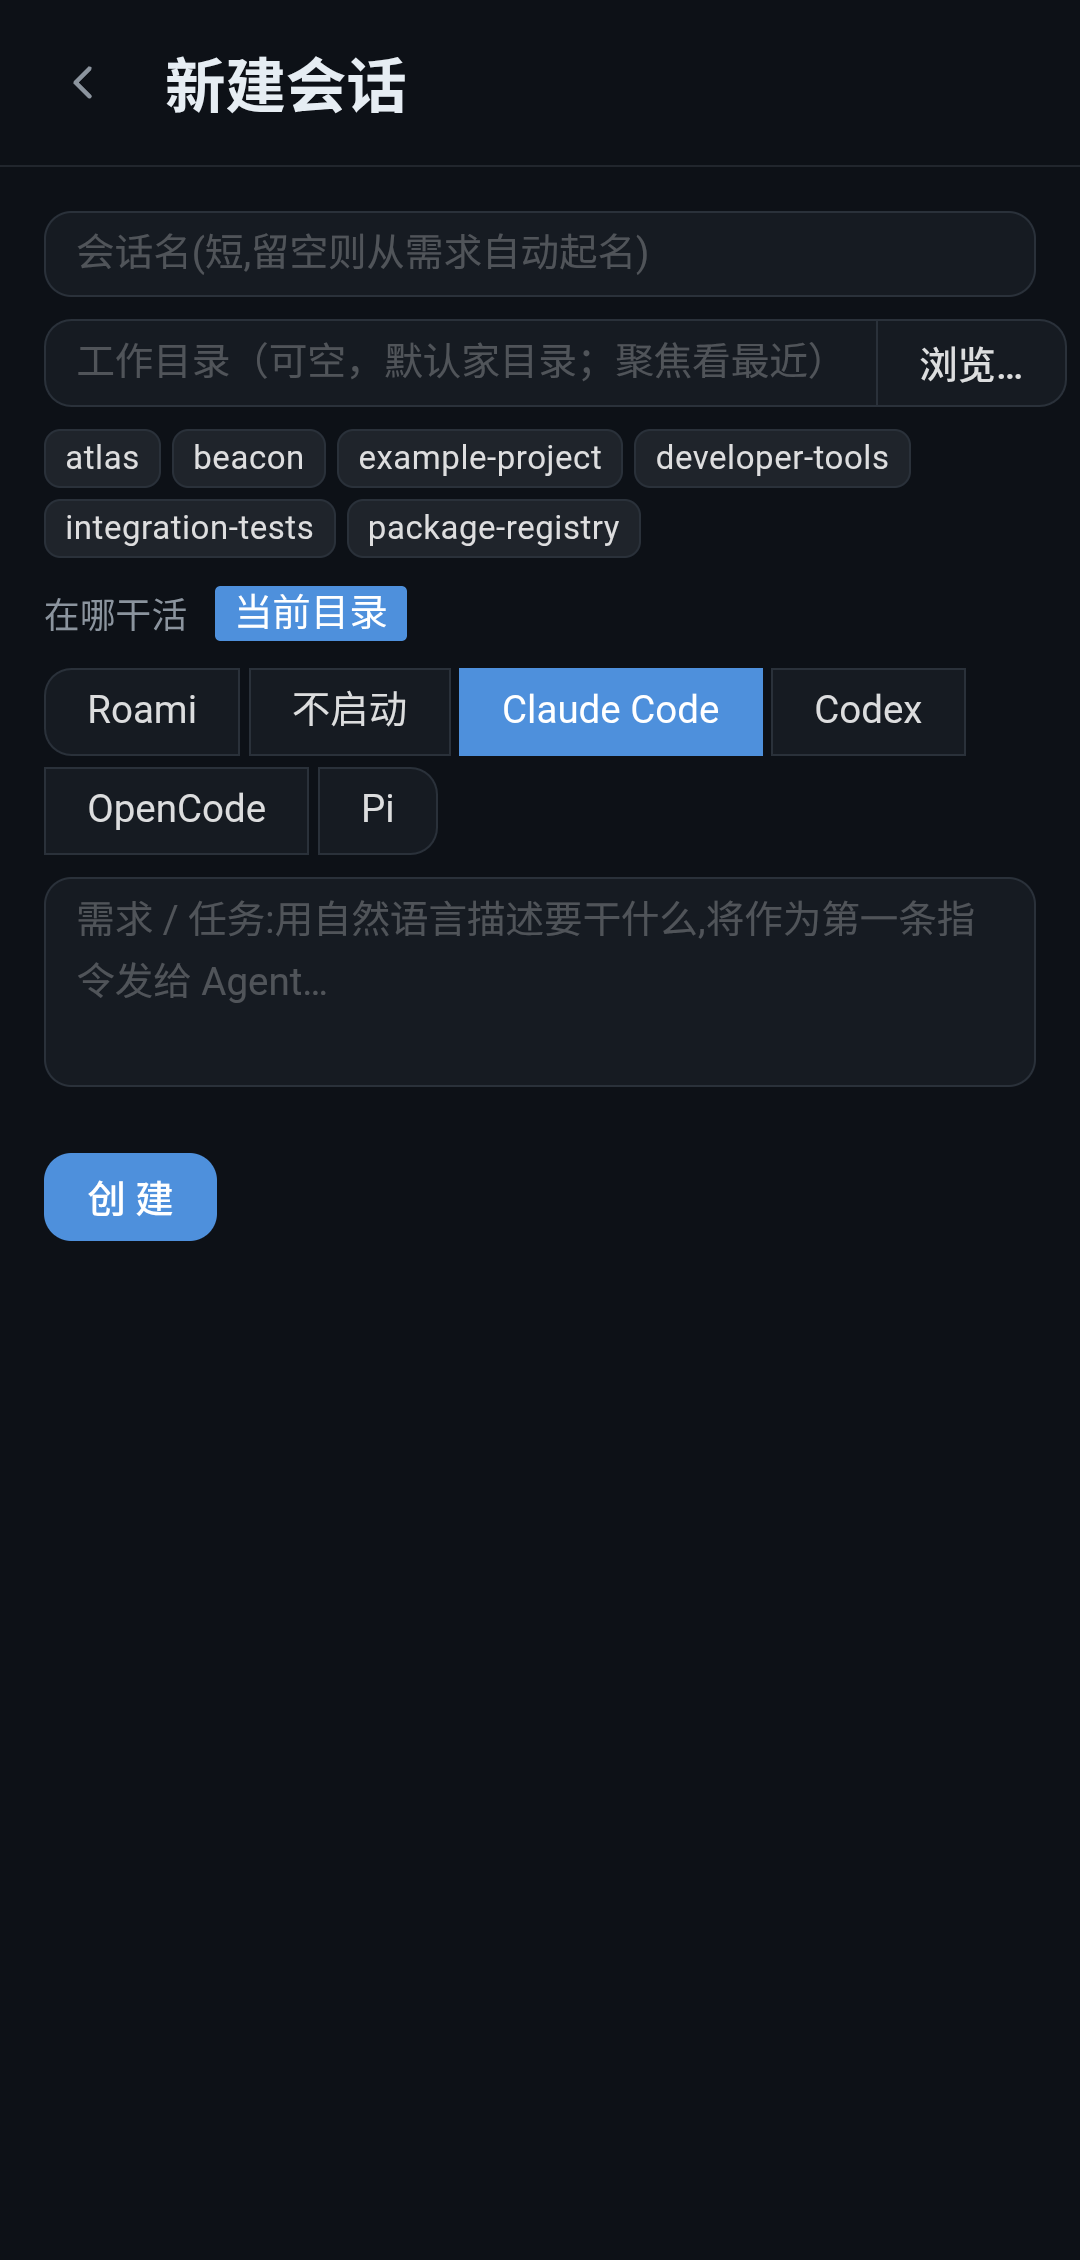 新建会话
会话名(短,留空则从需求自动起名)
工作目录（可空，默认家目录；聚焦看最近） 浏览...
atlas beacon example-project developer-tools
integration-tests package-registry
在哪干活 当前目录
Roami 不启动 Claude Code Codex
OpenCode Pi
需求 / 任务:用自然语言描述要干什么,将作为第一条指
令发给 Agent...
创 建